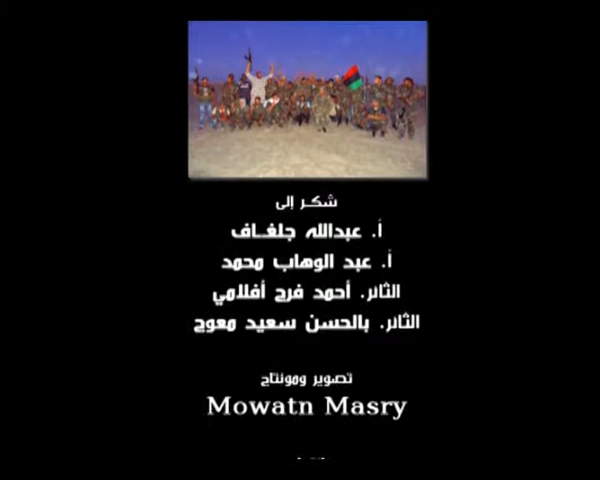 شكر إلى
أ. عبدالله جلغاف
أ. عبد الوهاب محمد
الثائر. أحمد فرج أفلامي
الثائر. بالحسن سعيد معوج
تصوير ومونتاج
Mowatn Masry